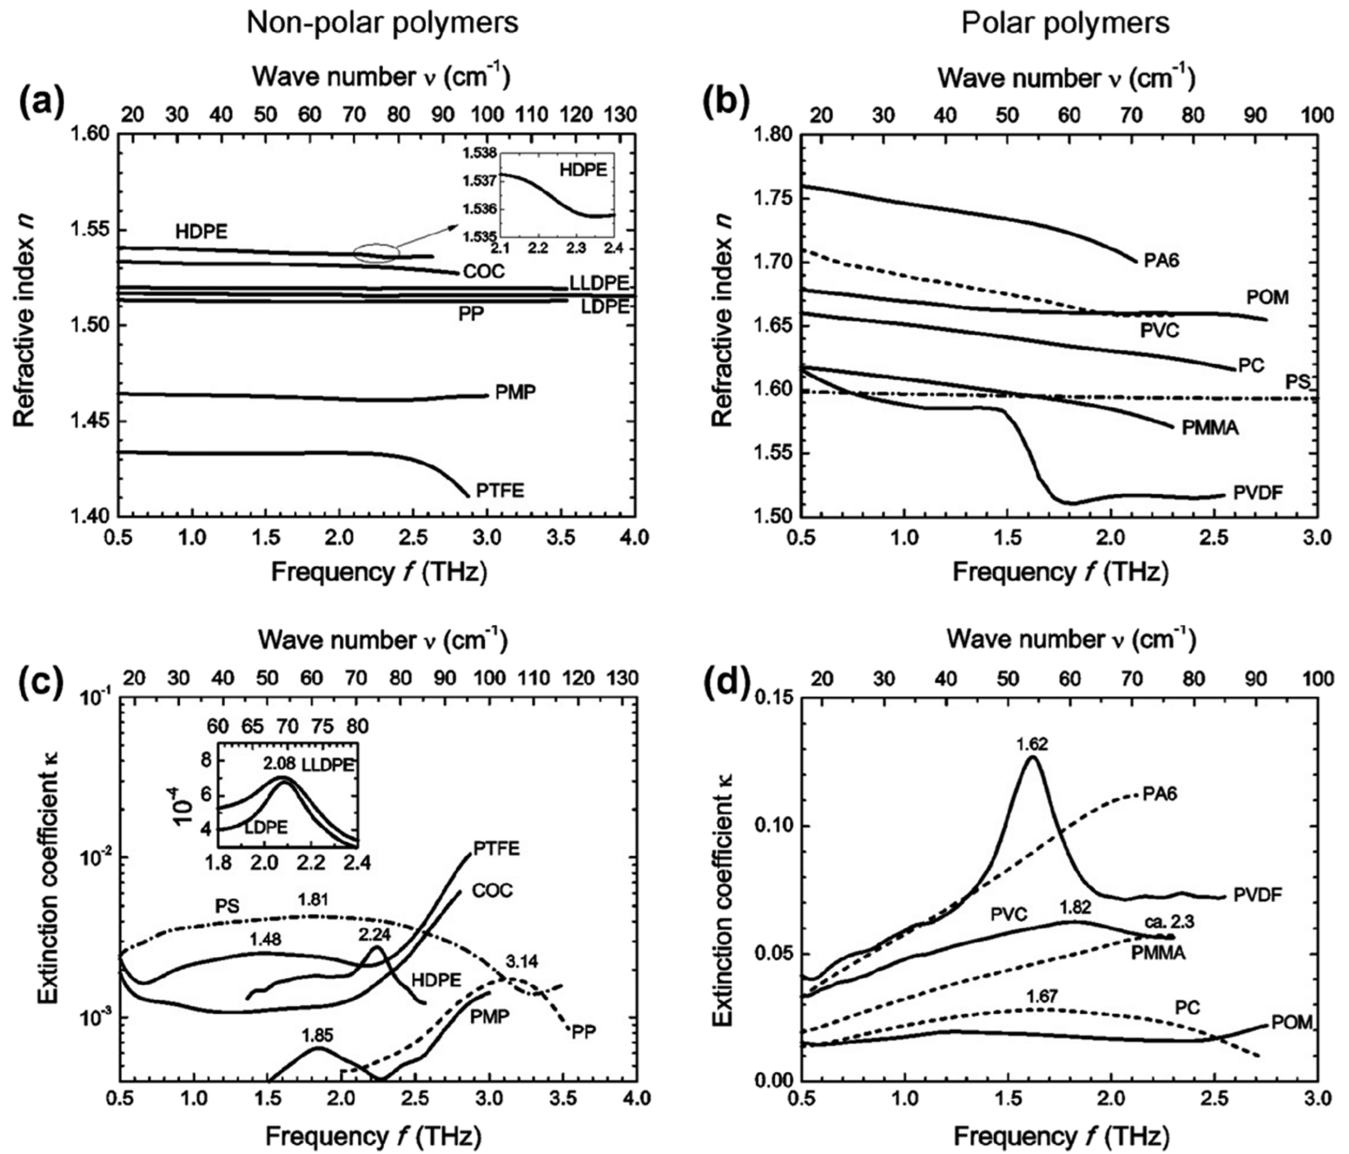 Non-polar polymers
Polar polymers
(a)
Wave number ν (cm⁻¹)
20 30 40 50 60 70 80 90 100 110 120 130
1.60
1.55
1.50
1.45
1.40
Refractive index n
HDPE
COC
LLDPE
LDPE
PP
PMP
PTFE
1.538
1.537
1.536
1.535
HDPE
2.1 2.2 2.3 2.4
0.5 1.0 1.5 2.0 2.5 3.0 3.5 4.0
Frequency f (THz)
(b)
Wave number ν (cm⁻¹)
20 30 40 50 60 70 80 90 100
1.80
1.75
1.70
1.65
1.60
1.55
1.50
Refractive index n
PA6
POM
PVC
PC
PS
PMMA
PVDF
0.5 1.0 1.5 2.0 2.5 3.0
Frequency f (THz)
(c)
Wave number ν (cm⁻¹)
20 30 40 50 60 70 80 90 100 110 120 130
10⁻¹
10⁻²
10⁻³
Extinction coefficient κ
60 65 70 75 80
8
6
4
10⁻⁴
2.08 LLDPE
LDPE
1.8 2.0 2.2 2.4
PTFE
COC
PS
1.81
1.48
2.24
HDPE
3.14
PMP
PP
1.85
0.5 1.0 1.5 2.0 2.5 3.0 3.5 4.0
Frequency f (THz)
(d)
Wave number ν (cm⁻¹)
20 30 40 50 60 70 80 90 100
0.15
0.10
0.05
0.00
Extinction coefficient κ
1.62
PA6
PVDF
PVC
1.82
ca. 2.3
PMMA
1.67
PC
POM
0.5 1.0 1.5 2.0 2.5 3.0
Frequency f (THz)